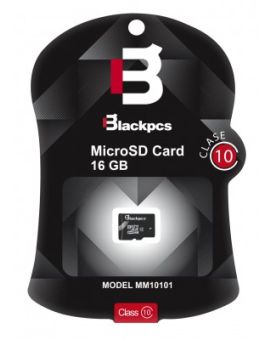 B
Blackpcs
MicroSD Card
16 GB
CLASE
10
Blackpcs
MODEL MM10101
Class 10